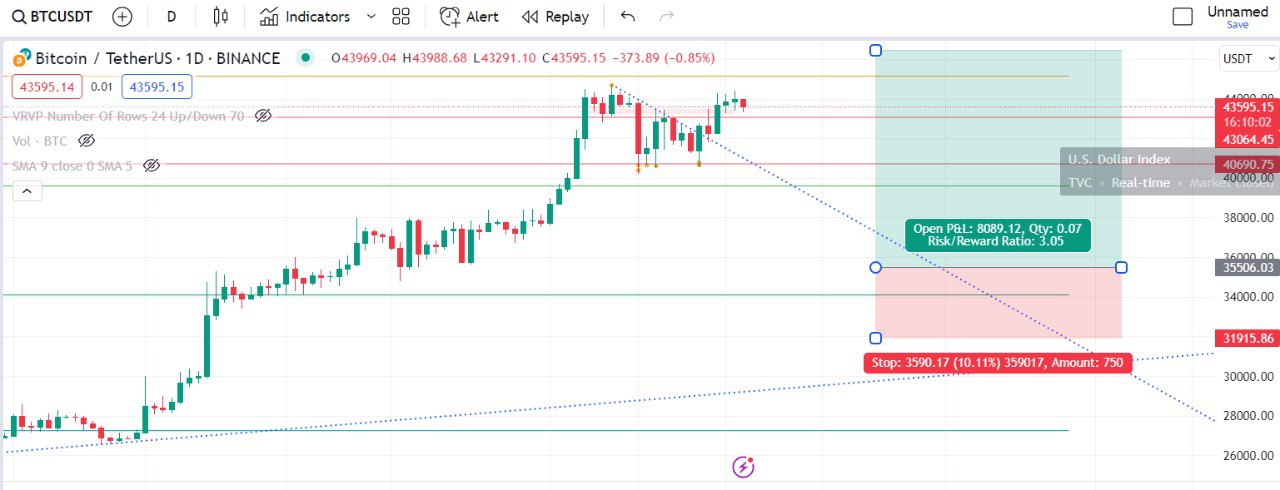 BTCUSDT D Indicators Alert Replay Unnamed
Save
Bitcoin / TetherUS · 1D · BINANCE O43969.04 H43988.68 L43291.10 C43595.15 −373.89 (−0.85%) USDT
43595.14 0.01 43595.15
VRVP Number Of Rows 24 Up/Down 70
Vol · BTC
SMA 9 close 0 SMA 5
44000.00
43595.15
16:10:02
43064.45
U.S. Dollar Index
40690.75
TVC · Real-time · Market Closed
40000.00
38000.00
Open P&L: 8089.12, Qty: 0.07
Risk/Reward Ratio: 3.05
35506.03
34000.00
31915.86
Stop: 3590.17 (10.11%) 359017, Amount: 750
30000.00
28000.00
26000.00